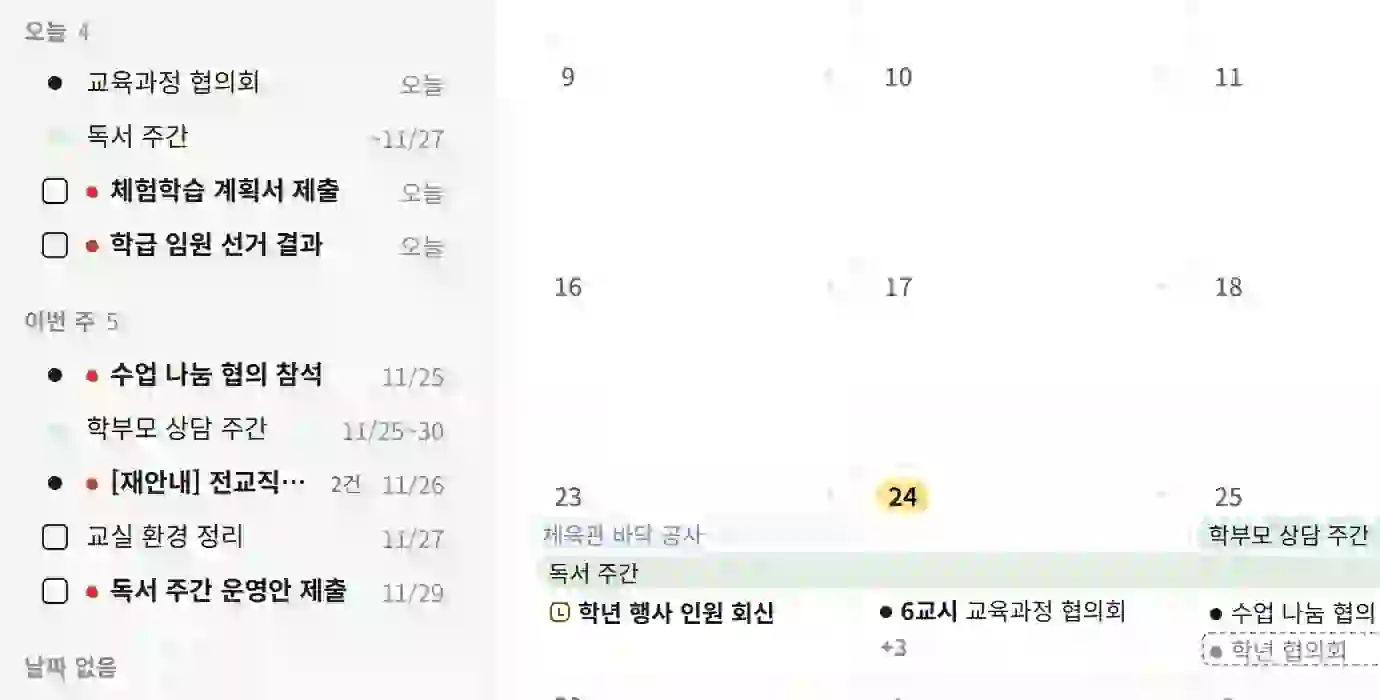 오늘 4
교육과정 협의회 오늘
독서 주간 ~11/27
체험학습 계획서 제출 오늘
학급 임원 선거 결과 오늘
이번 주 5
수업 나눔 협의 참석 11/25
학부모 상담 주간 11/25~30
[재안내] 전교직… 2건 11/26
교실 환경 정리 11/27
독서 주간 운영안 제출 11/29
날짜 없음
9 10 11
16 17 18
23 24 25
체육관 바닥 공사 학부모 상담 주간
독서 주간
학년 행사 인원 회신 6교시 교육과정 협의회 수업 나눔 협의
+3 학년 협의회